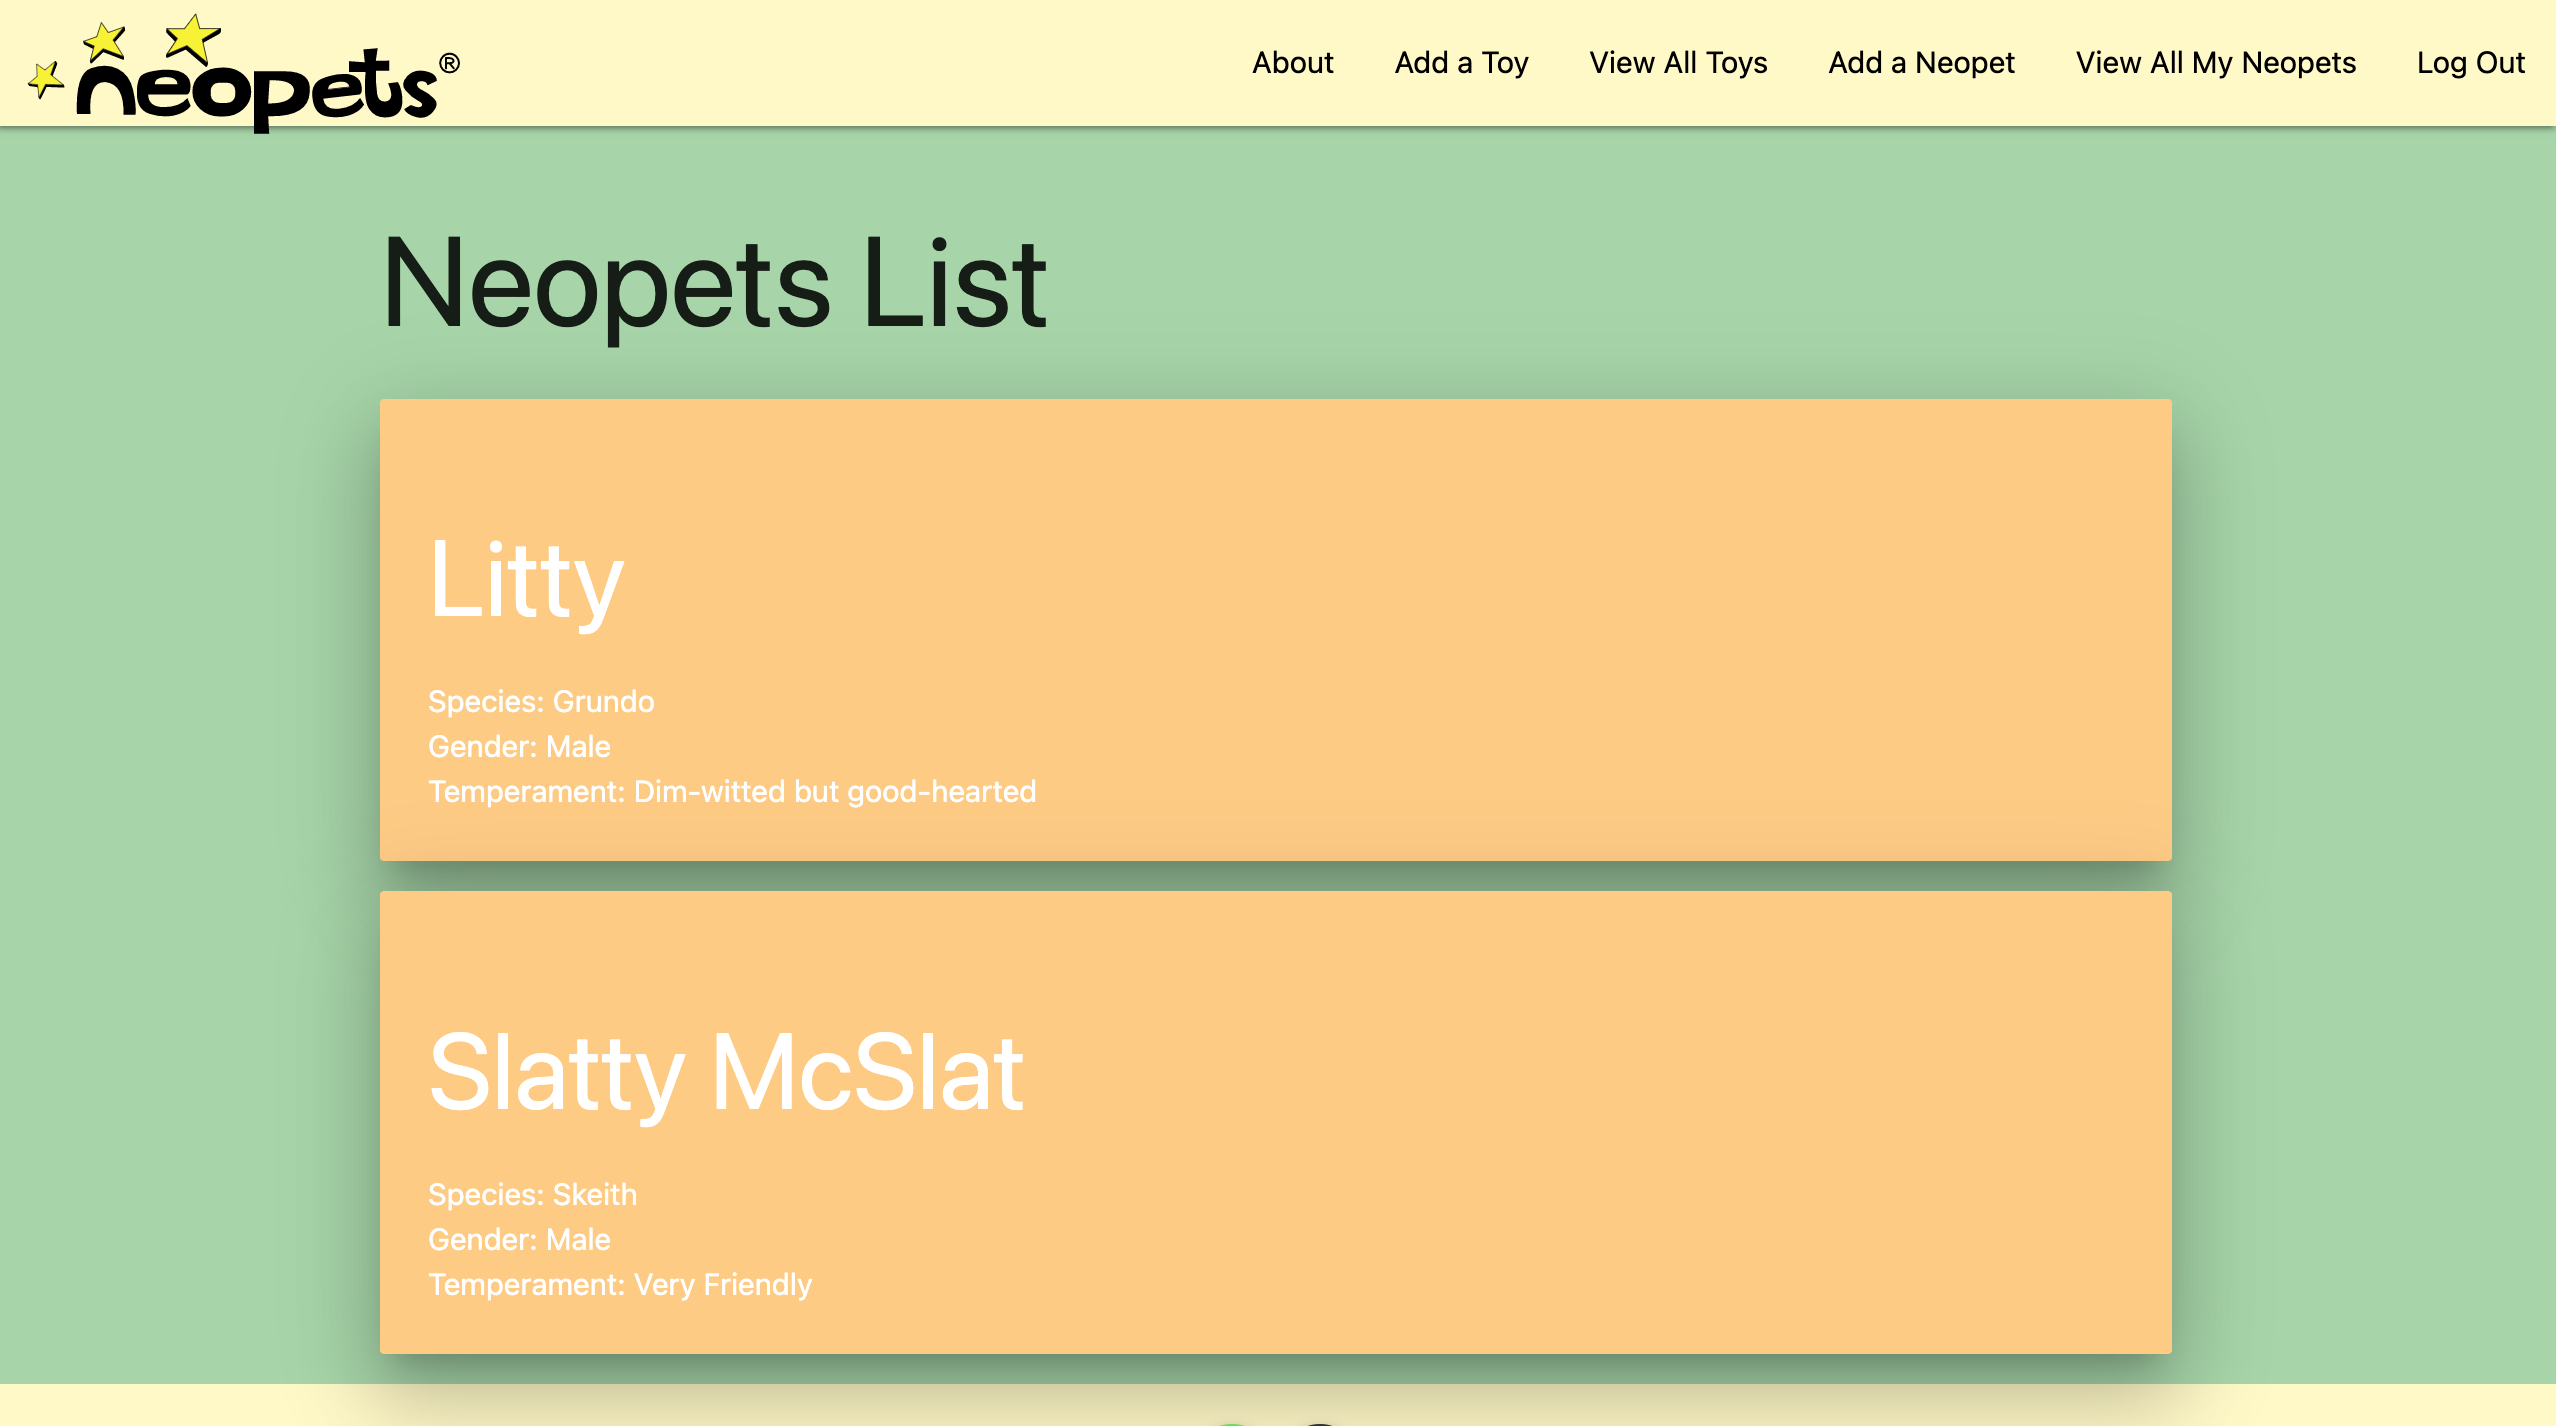 neopets®
About
Add a Toy
View All Toys
Add a Neopet
View All My Neopets
Log Out
Neopets List
Litty
Species: Grundo
Gender: Male
Temperament: Dim-witted but good-hearted
Slatty McSlat
Species: Skeith
Gender: Male
Temperament: Very Friendly